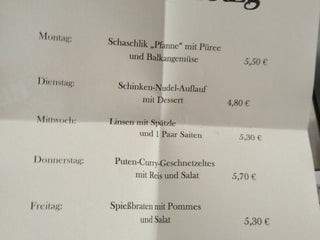 Montag: Schaschlik „Pfanne“ mit Püree
und Balkangemüse 5,50 €
Dienstag: Schinken-Nudel-Auflauf
mit Dessert 4,80 €
Mittwoch: Linsen mit Spätzle
und 1 Paar Saiten 5,30 €
Donnerstag: Puten-Curry-Geschnetzeltes
mit Reis und Salat 5,70 €
Freitag: Spießbraten mit Pommes
und Salat 5,30 €